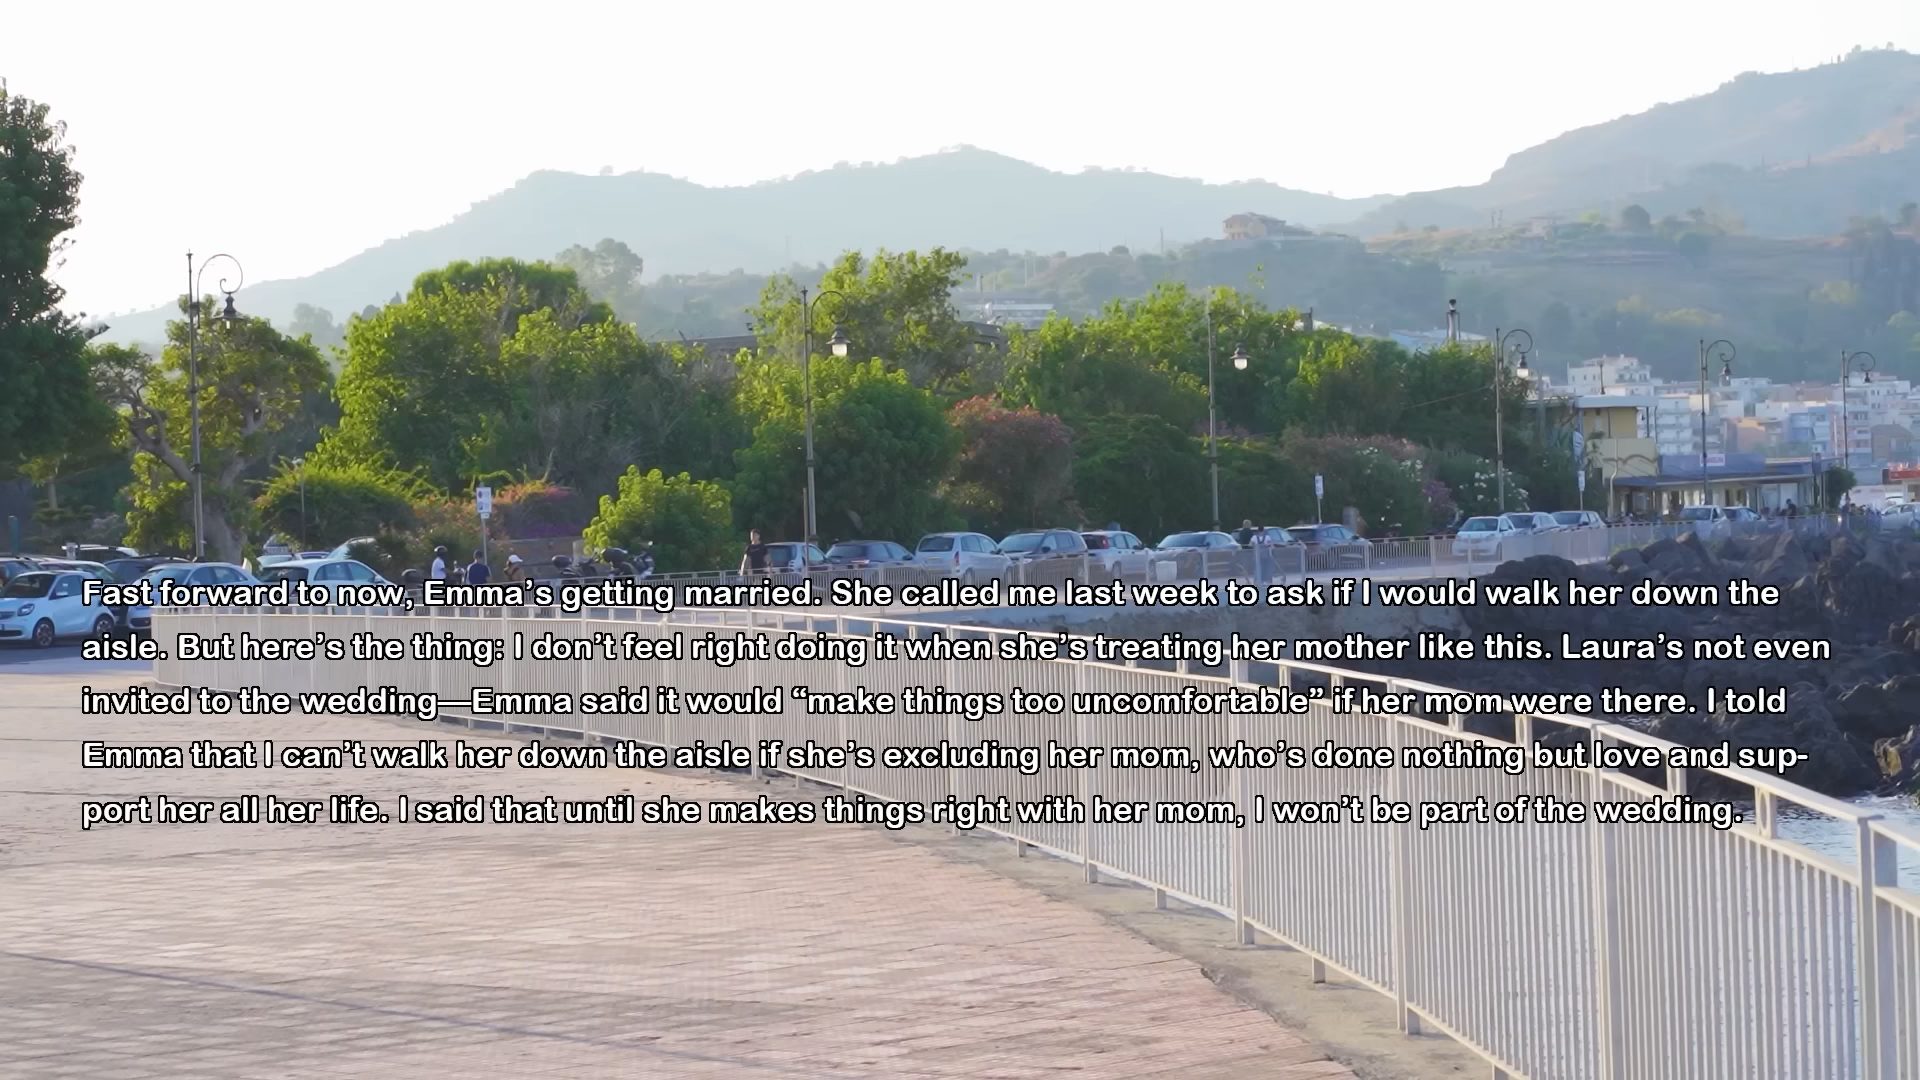 Fast forward to now, Emma’s getting married. She called me last week to ask if I would walk her down the
aisle. But here’s the thing: I don’t feel right doing it when she’s treating her mother like this. Laura’s not even
invited to the wedding—Emma said it would “make things too uncomfortable” if her mom were there. I told
Emma that I can’t walk her down the aisle if she’s excluding her mom, who’s done nothing but love and sup-
port her all her life. I said that until she makes things right with her mom, I won’t be part of the wedding.